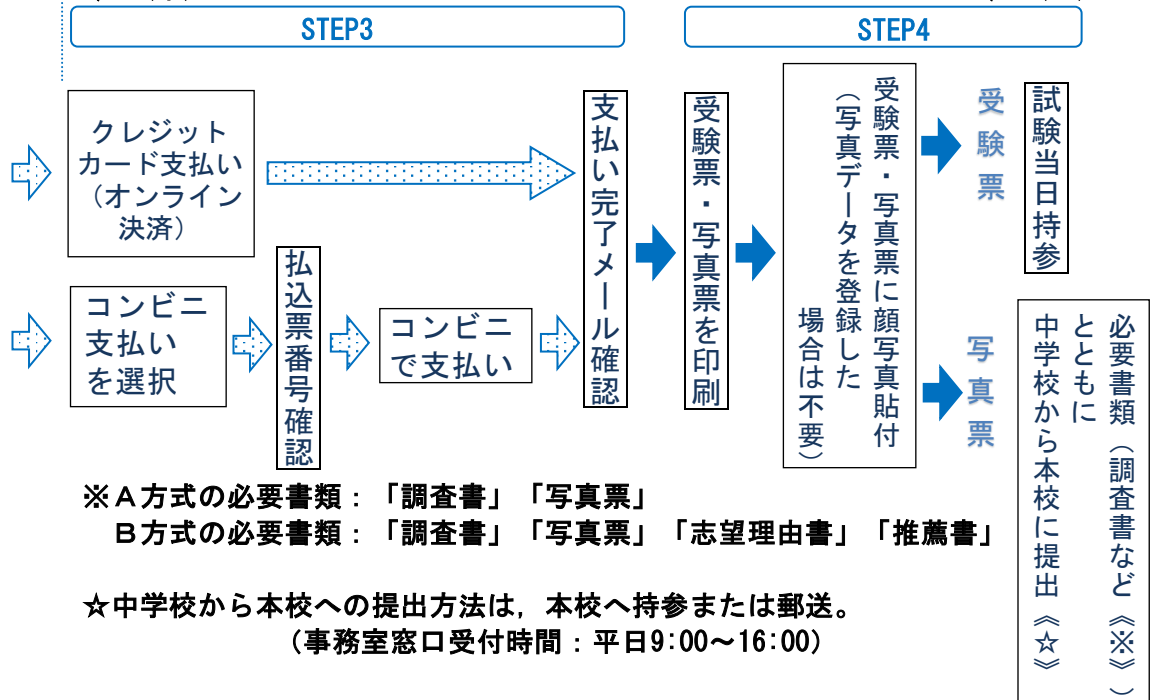 STEP3
STEP4
クレジット
カード支払い
（オンライン
決済）
コンビニ
支払い
を選択
払込票番号確認
コンビニ
で支払い
支払い完了メール確認
受験票・写真票を印刷
受験票・写真票に顔写真貼付
（写真データを登録した
場合は不要）
受験票
試験当日持参
写真票
必要書類（調査書など《※》）
とともに
中学校から本校に提出《☆》
※Ａ方式の必要書類：「調査書」「写真票」
Ｂ方式の必要書類：「調査書」「写真票」「志望理由書」「推薦書」
☆中学校から本校への提出方法は，本校へ持参または郵送。
（事務室窓口受付時間：平日9:00～16:00）